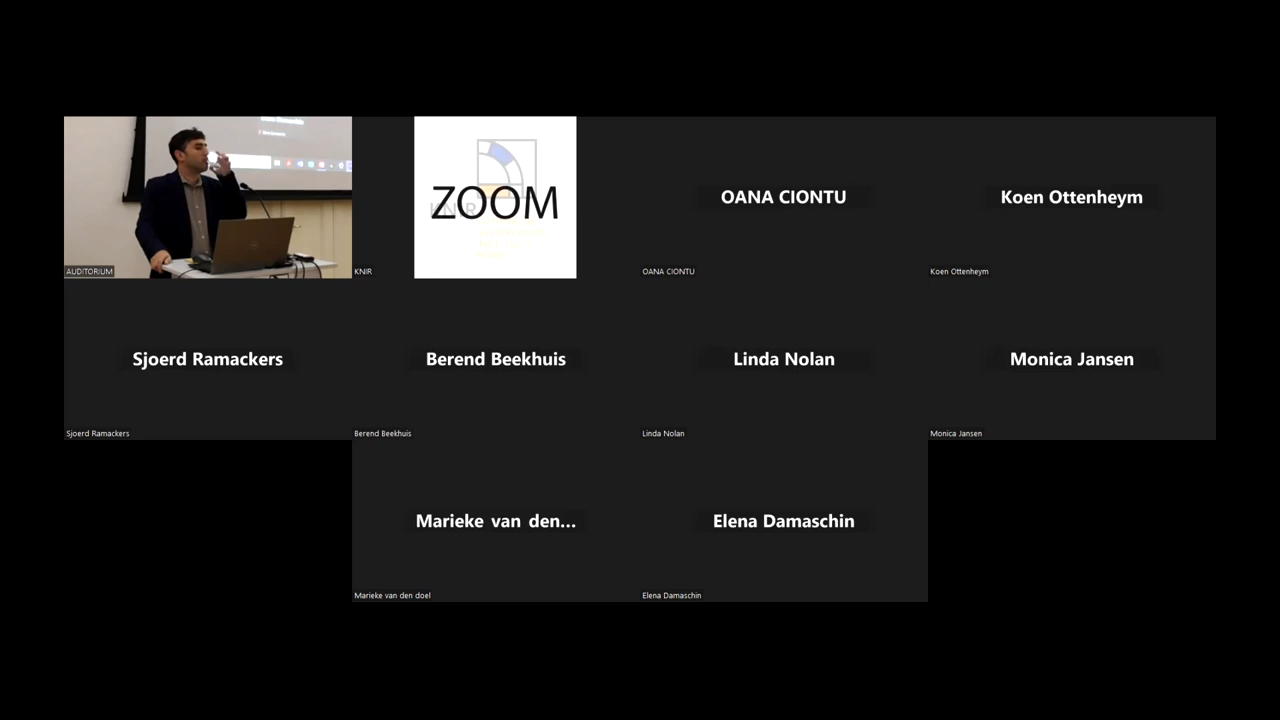 AUDITORIUM
ZOOM
KNIR
KNIR
OANA CIONTU
OANA CIONTU
Koen Ottenheym
Koen Ottenheym
Sjoerd Ramackers
Sjoerd Ramackers
Berend Beekhuis
Berend Beekhuis
Linda Nolan
Linda Nolan
Monica Jansen
Monica Jansen
Marieke van den...
Marieke van den doel
Elena Damaschin
Elena Damaschin